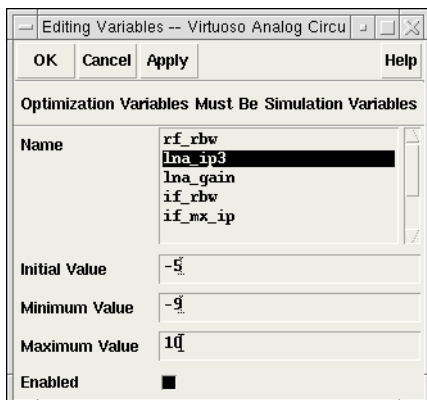 Editing Variables -- Virtuoso Analog Circu
OK Cancel Apply Help
Optimization Variables Must Be Simulation Variables
Name
rf_rbw
lna_ip3
lna_gain
if_rbw
if_mx_ip
Initial Value -5
Minimum Value -9
Maximum Value 10
Enabled